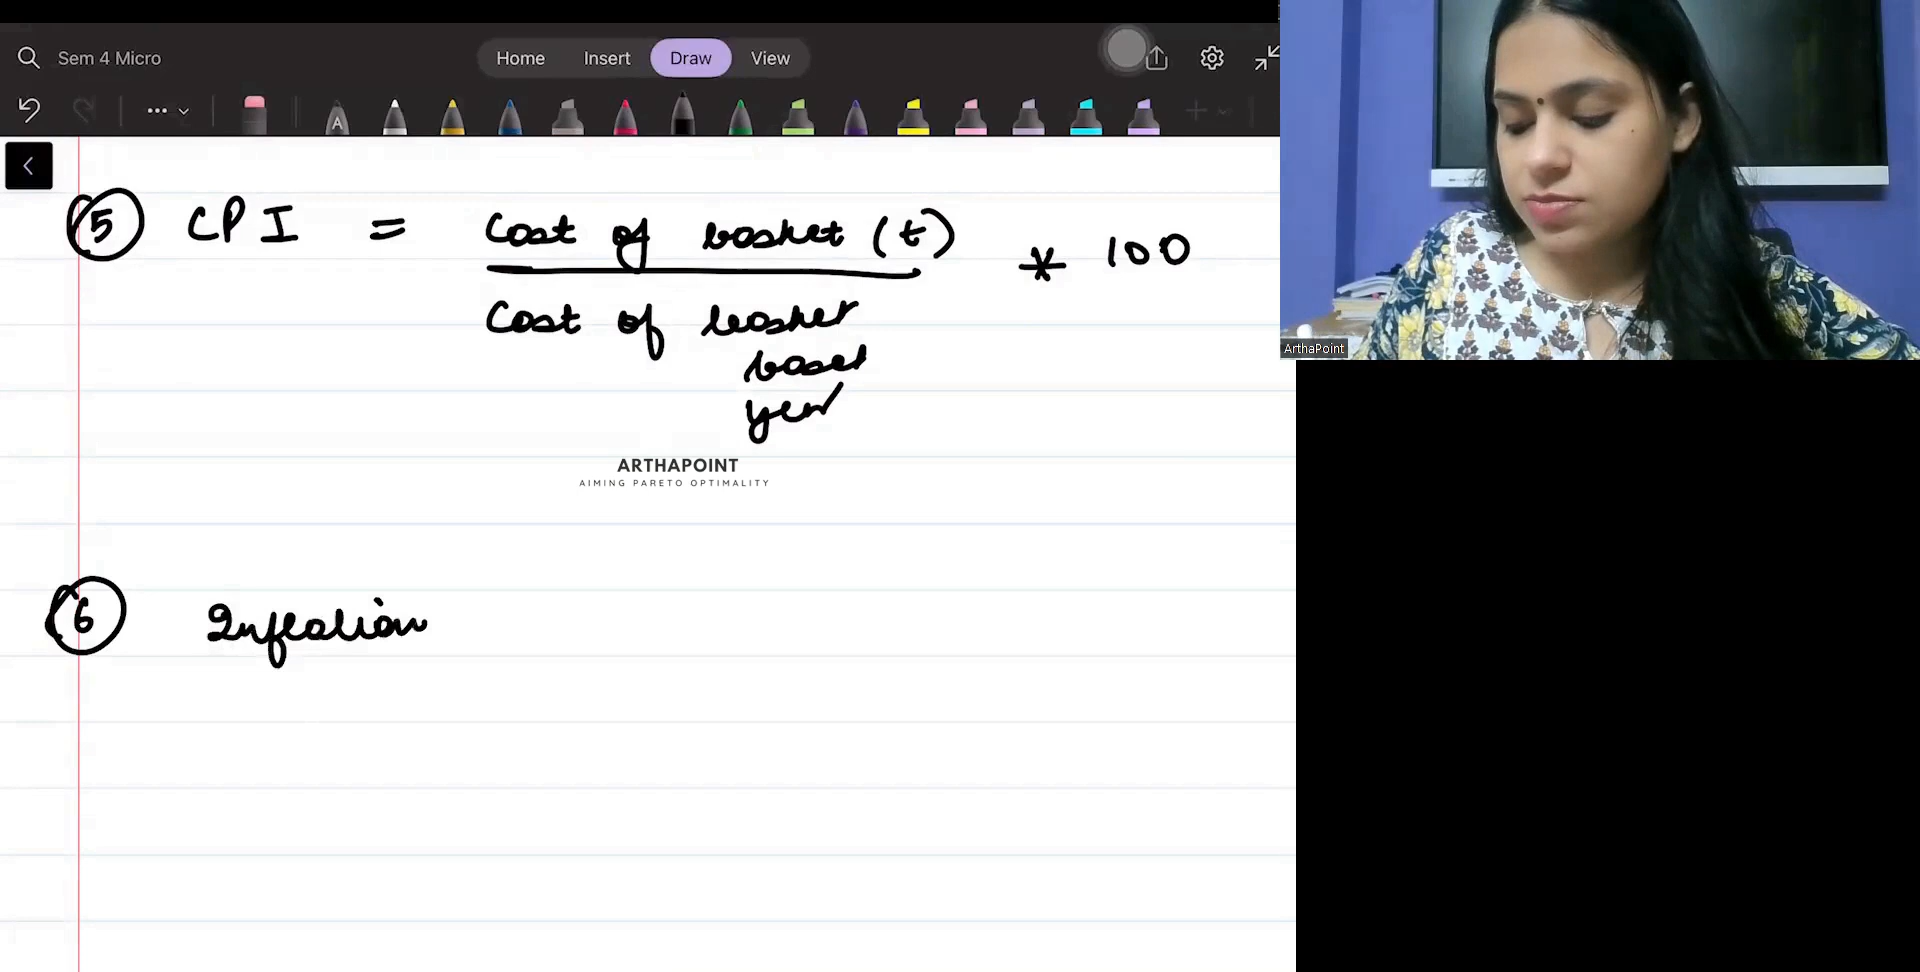 Sem 4 Micro
Home Insert Draw View
A
5 CPI = Cost of basket (t) * 100
Cost of basket
base
year
ARTHAPOINT
AIMING PARETO OPTIMALITY
6 Inflation
ArthaPoint